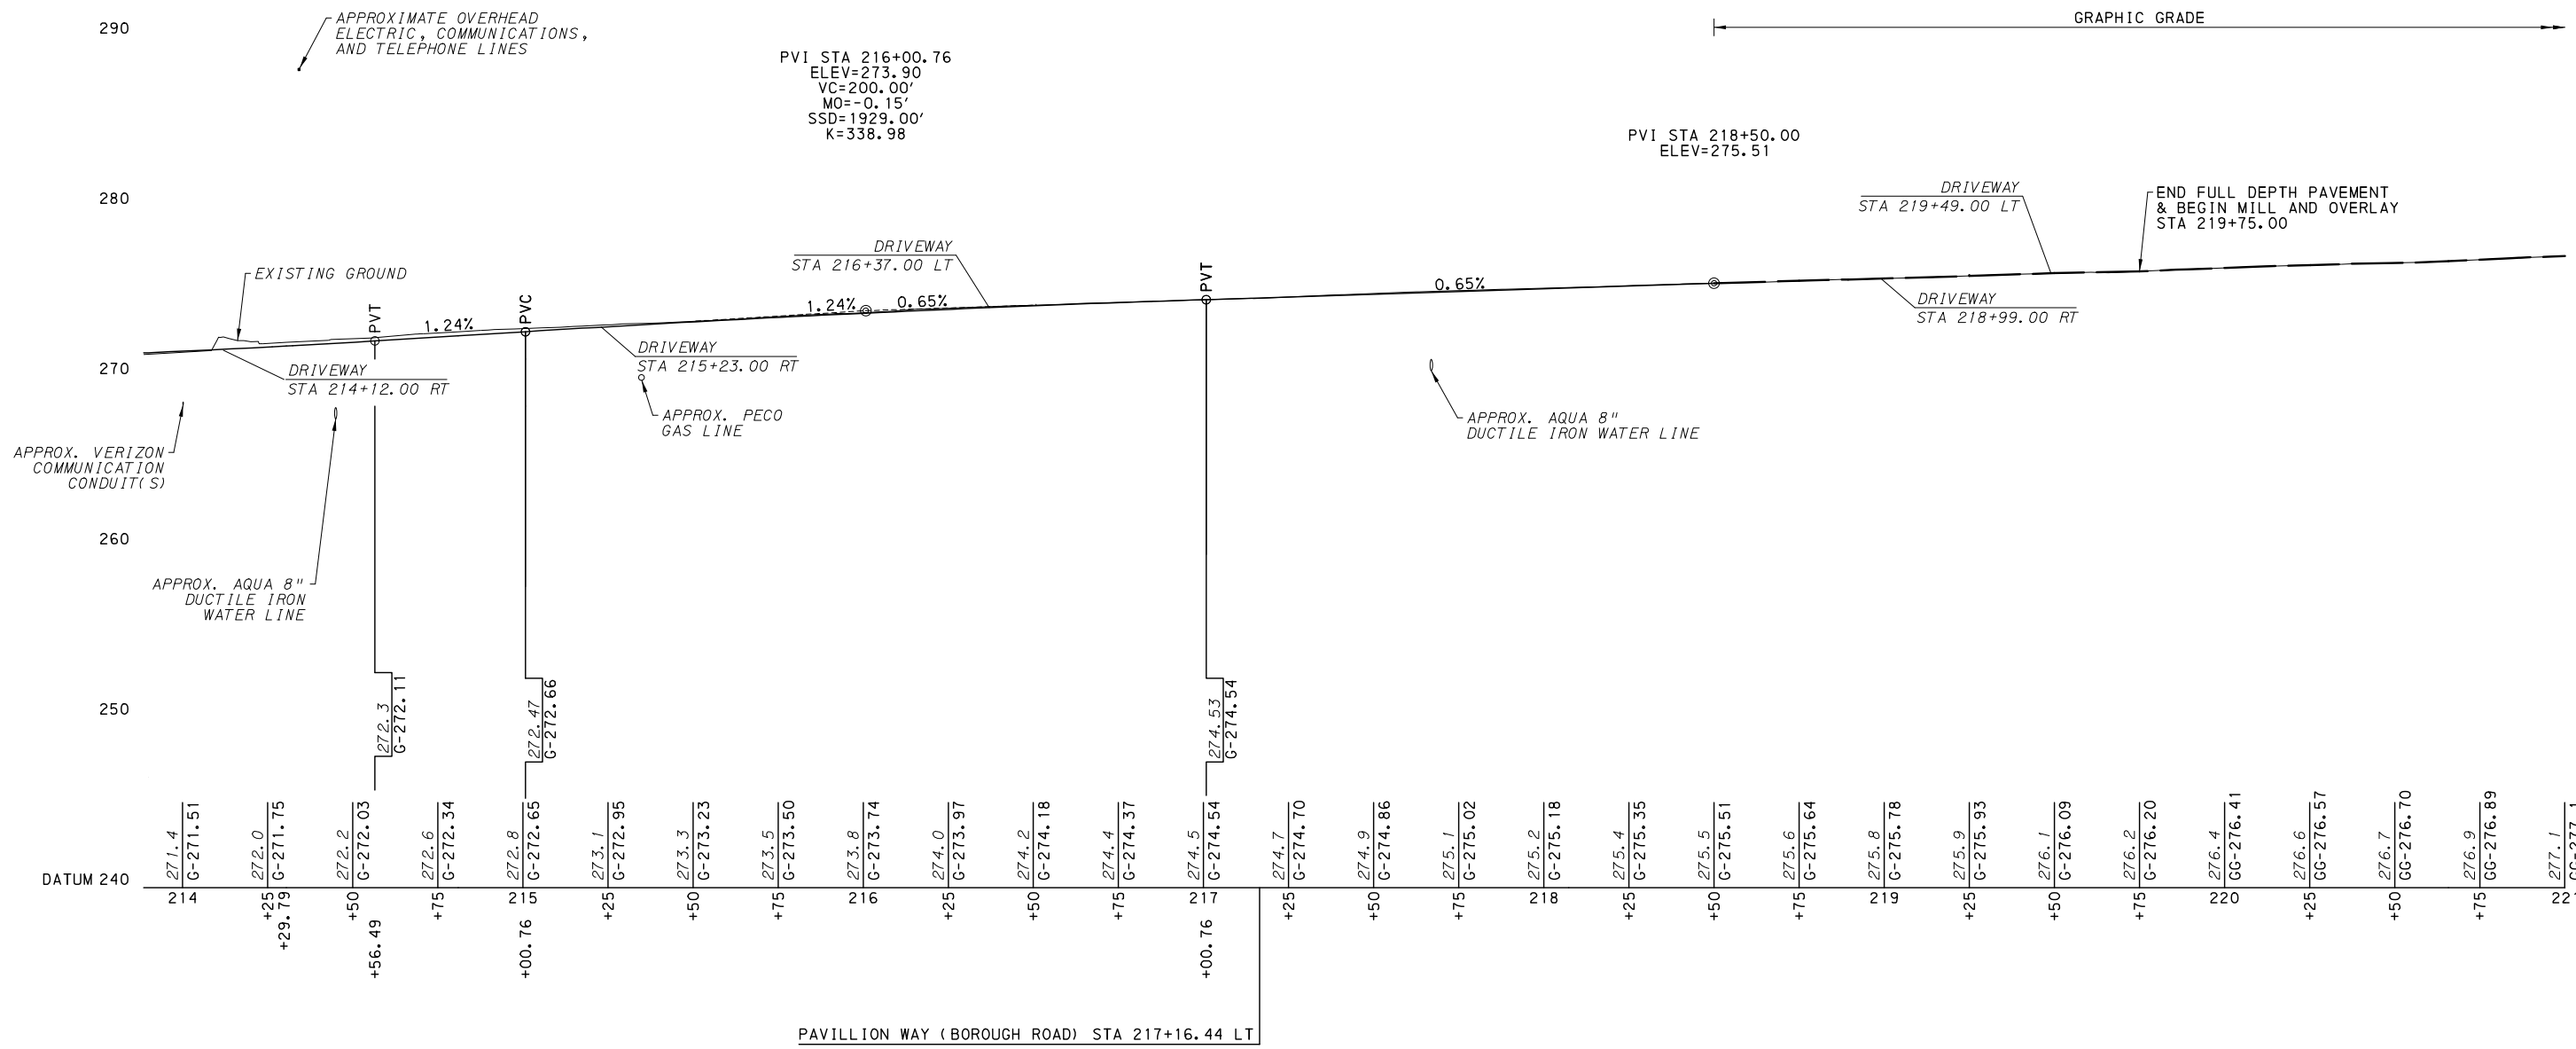 290
280
270
260
250
DATUM 240
APPROXIMATE OVERHEAD
ELECTRIC, COMMUNICATIONS,
AND TELEPHONE LINES
PVI STA 216+00.76
ELEV=273.90
VC=200.00'
MO=-0.15'
SSD=1929.00'
K=338.98
GRAPHIC GRADE
PVI STA 218+50.00
ELEV=275.51
DRIVEWAY
STA 219+49.00 LT
END FULL DEPTH PAVEMENT
& BEGIN MILL AND OVERLAY
STA 219+75.00
DRIVEWAY
STA 216+37.00 LT
EXISTING GROUND
PVT
1.24%
PVC
1.24%
0.65%
PVT
0.65%
DRIVEWAY
STA 218+99.00 RT
DRIVEWAY
STA 214+12.00 RT
DRIVEWAY
STA 215+23.00 RT
APPROX. PECO
GAS LINE
APPROX. AQUA 8"
DUCTILE IRON WATER LINE
APPROX. VERIZON
COMMUNICATION
CONDUIT(S)
APPROX. AQUA 8"
DUCTILE IRON
WATER LINE
272.3
G-272.11
272.47
G-272.66
274.53
G-274.54
271.4
G-271.51
272.0
G-271.75
272.2
G-272.03
272.6
G-272.34
272.8
G-272.65
273.1
G-272.95
273.3
G-273.23
273.5
G-273.50
273.8
G-273.74
274.0
G-273.97
274.2
G-274.18
274.4
G-274.37
274.5
G-274.54
274.7
G-274.70
274.9
G-274.86
275.1
G-275.02
275.2
G-275.18
275.4
G-275.35
275.5
G-275.51
275.6
G-275.64
275.8
G-275.78
275.9
G-275.93
276.1
G-276.09
276.2
G-276.20
276.4
GG-276.41
276.6
GG-276.57
276.7
GG-276.70
276.9
GG-276.89
277.1
GG-277.1
214
+25
+29.79
+50
+56.49
+75
215
+00.76
+25
+50
+75
216
+25
+50
+75
217
+00.76
+25
+50
+75
218
+25
+50
+75
219
+25
+50
+75
220
+25
+50
+75
221
PAVILLION WAY (BOROUGH ROAD) STA 217+16.44 LT